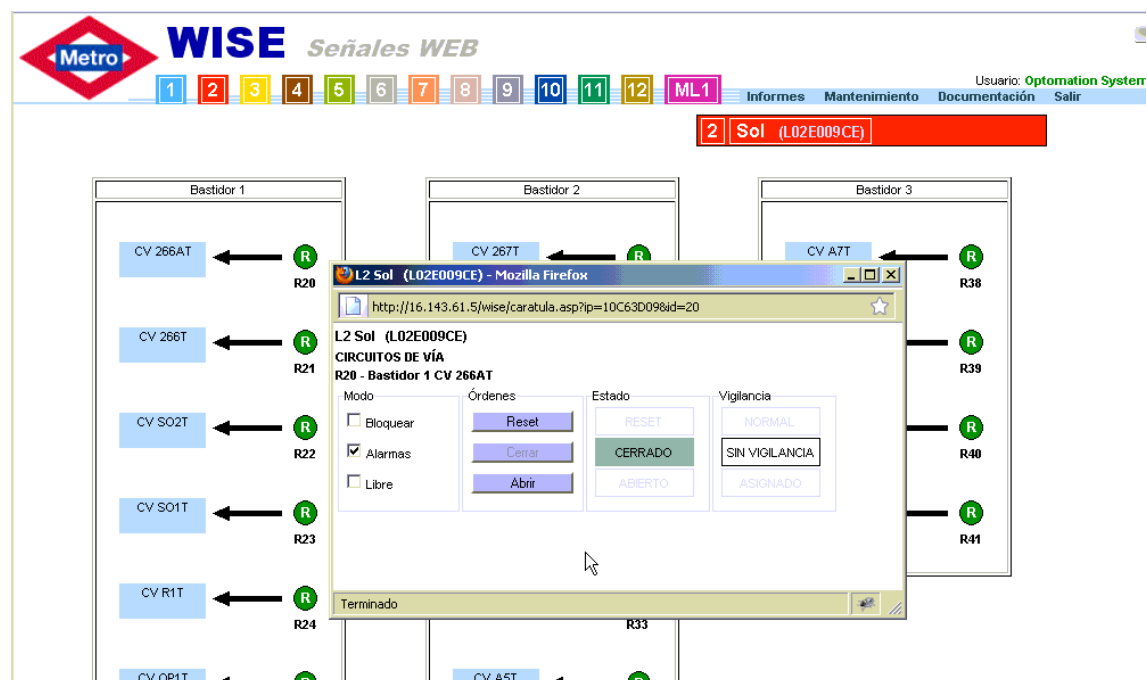 Metro
WISE Señales WEB
Usuario: Optomation System
1 2 3 4 5 6 7 8 9 10 11 12 ML1
Informes Mantenimiento Documentación Salir
2 Sol (L02E009CE)
Bastidor 1
CV 266AT
R
R20
CV 266T
R
R21
CV SO2T
R
R22
CV SO1T
R
R23
CV R1T
R
R24
CV OP1T
Bastidor 2
CV 267T
R
R33
CV A5T
Bastidor 3
CV A7T
R
R38
R
R39
R
R40
R
R41
L2 Sol (L02E009CE) - Mozilla Firefox
http://16.143.61.5/wise/caratula.asp?ip=10C63D09&id=20
L2 Sol (L02E009CE)
CIRCUITOS DE VÍA
R20 - Bastidor 1 CV 266AT
Modo
Bloquear
Alarmas
Libre
Órdenes
Reset
Cerrar
Abrir
Estado
RESET
CERRADO
ABIERTO
Vigilancia
NORMAL
SIN VIGILANCIA
ASIGNADO
Terminado